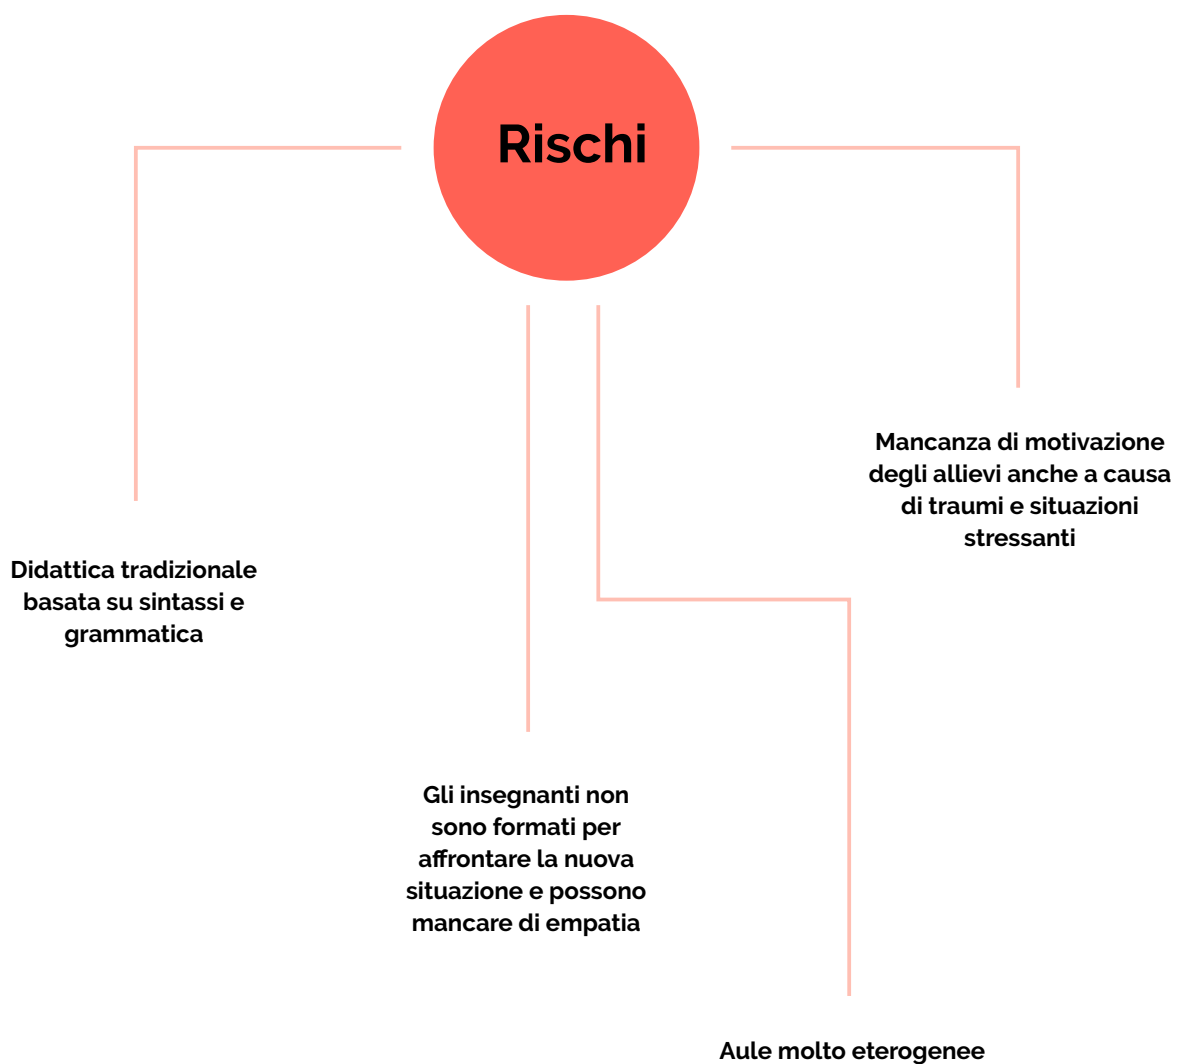 Rischi
Mancanza di motivazione
degli allievi anche a causa
di traumi e situazioni
stressanti
Didattica tradizionale
basata su sintassi e
grammatica
Gli insegnanti non
sono formati per
affrontare la nuova
situazione e possono
mancare di empatia
Aule molto eterogenee